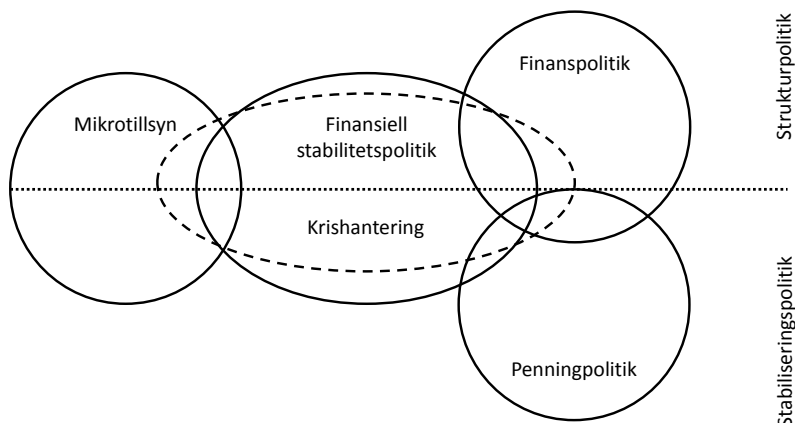 Finanspolitik
Strukturpolitik
Mikrotillsyn
Finansiell
stabilitetspolitik
Krishantering
Penningpolitik
Stabiliseringspolitik